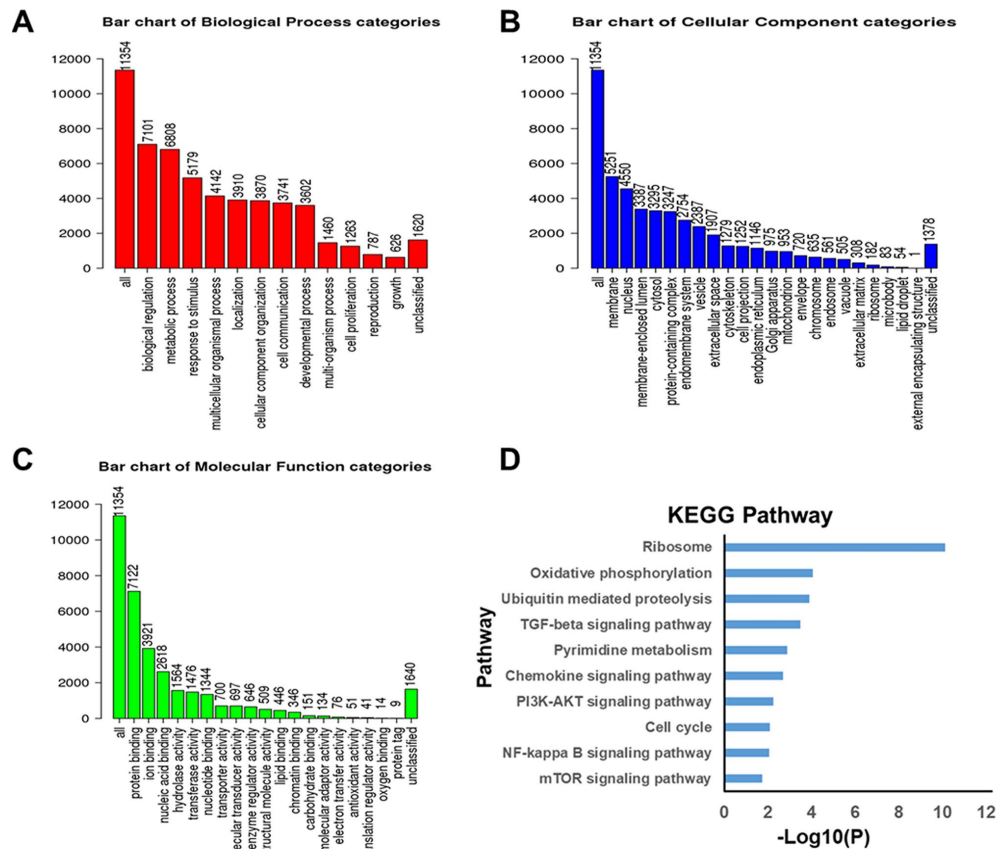 A
Bar chart of Biological Process categories
12000
10000
8000
6000
4000
2000
0
11354
7101
6808
5179
4142
3910
3870
3741
3602
1460
1263
787
626
1620
all
biological regulation
metabolic process
response to stimulus
multicellular organismal process
localization
cellular component organization
cell communication
developmental process
multi-organism process
cell proliferation
reproduction
growth
unclassified
B
Bar chart of Cellular Component categories
12000
10000
8000
6000
4000
2000
0
11354
5251
4550
3387
3295
3247
2754
2387
1907
1279
1252
1146
975
953
720
635
561
505
308
182
83
54
1
1378
all
membrane
nucleus
membrane-enclosed lumen
cytosol
protein-containing complex
endomembrane system
vesicle
extracellular space
cytoskeleton
cell projection
endoplasmic reticulum
Golgi apparatus
mitochondrion
envelope
chromosome
endosome
vacuole
extracellular matrix
ribosome
microbody
lipid droplet
external encapsulating structure
unclassified
C
Bar chart of Molecular Function categories
12000
10000
8000
6000
4000
2000
0
11354
7122
3921
2618
1564
1476
1344
700
697
646
509
446
346
151
134
76
51
41
14
9
1640
all
protein binding
ion binding
nucleic acid binding
hydrolase activity
transferase activity
nucleotide binding
transporter activity
ecular transducer activity
enzyme regulator activity
tructural molecule activity
lipid binding
chromatin binding
carbohydrate binding
molecular adaptor activity
electron transfer activity
antioxidant activity
nslation regulator activity
oxygen binding
protein tag
unclassified
D
KEGG Pathway
Pathway
Ribosome
Oxidative phosphorylation
Ubiquitin mediated proteolysis
TGF-beta signaling pathway
Pyrimidine metabolism
Chemokine signaling pathway
PI3K-AKT signaling pathway
Cell cycle
NF-kappa B signaling pathway
mTOR signaling pathway
0 2 4 6 8 10 12
-Log10(P)